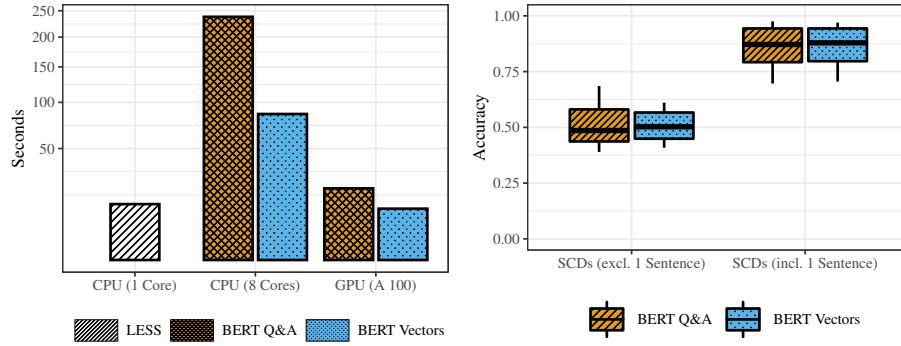 250
200
150
100
50
Seconds
CPU (1 Core) CPU (8 Cores) GPU (A 100)
LESS BERT Q&A BERT Vectors
1.00
0.75
0.50
0.25
0.00
Accuracy
SCDs (excl. 1 Sentence) SCDs (incl. 1 Sentence)
BERT Q&A BERT Vectors